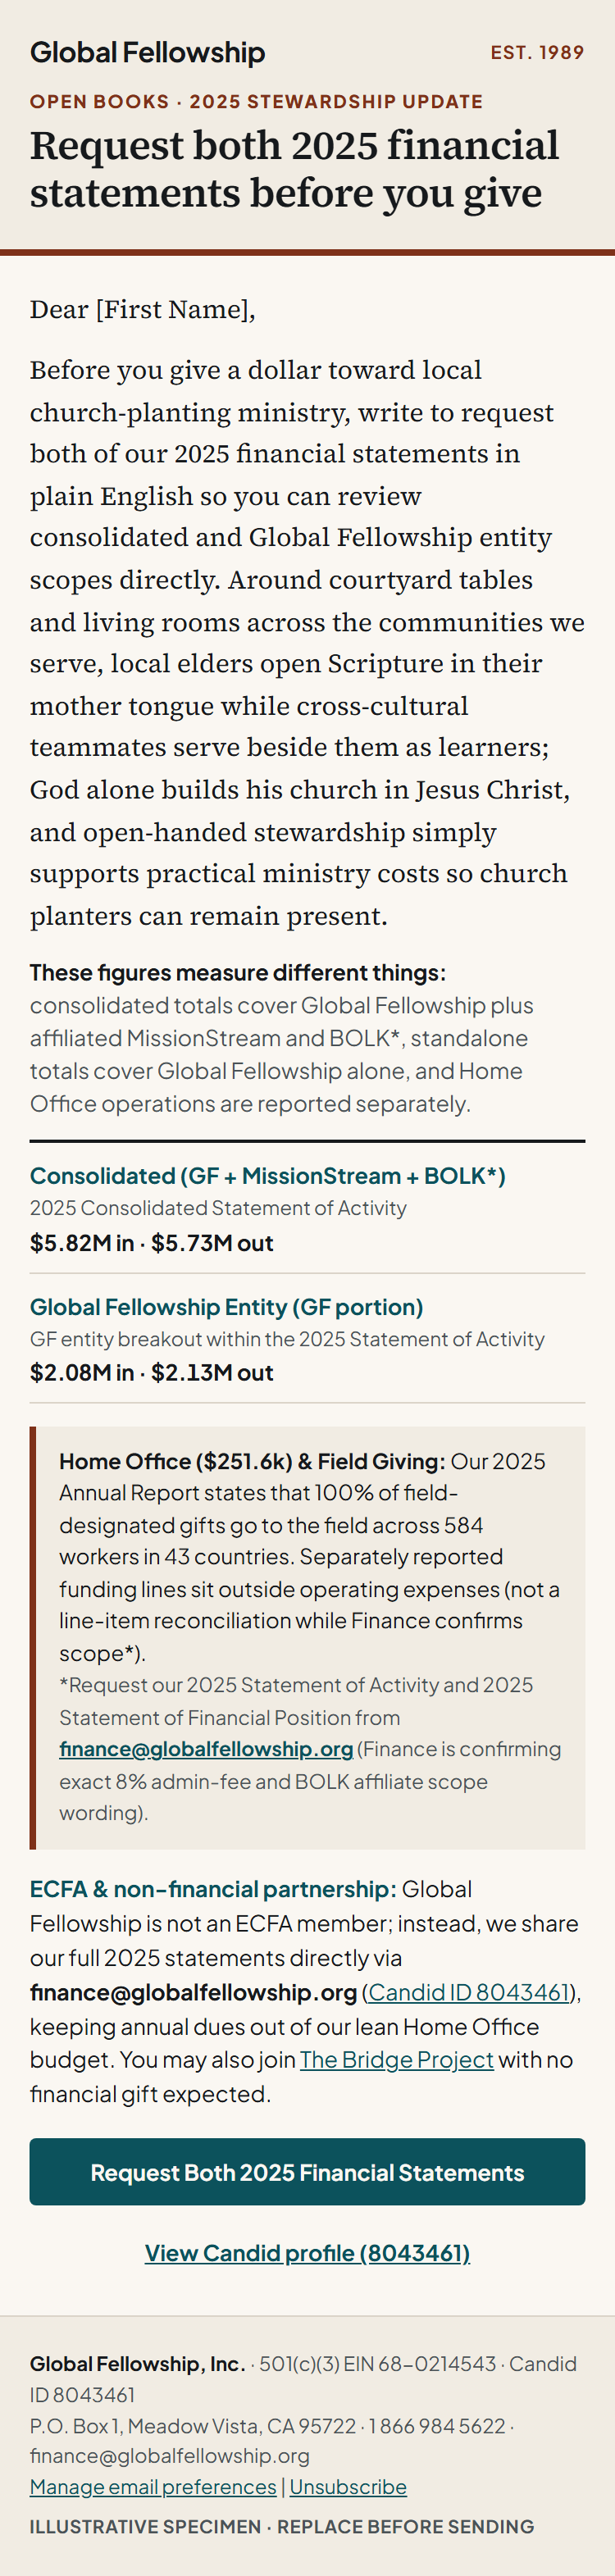 Global Fellowship
EST. 1989
OPEN BOOKS · 2025 STEWARDSHIP UPDATE
Request both 2025 financial
statements before you give
Dear [First Name],
Before you give a dollar toward local
church-planting ministry, write to request
both of our 2025 financial statements in
plain English so you can review
consolidated and Global Fellowship entity
scopes directly. Around courtyard tables
and living rooms across the communities we
serve, local elders open Scripture in their
mother tongue while cross-cultural
teammates serve beside them as learners;
God alone builds his church in Jesus Christ,
and open-handed stewardship simply
supports practical ministry costs so church
planters can remain present.
These figures measure different things:
consolidated totals cover Global Fellowship plus
affiliated MissionStream and BOLK*, standalone
totals cover Global Fellowship alone, and Home
Office operations are reported separately.
Consolidated (GF + MissionStream + BOLK*)
2025 Consolidated Statement of Activity
$5.82M in · $5.73M out
Global Fellowship Entity (GF portion)
GF entity breakout within the 2025 Statement of Activity
$2.08M in · $2.13M out
Home Office ($251.6k) & Field Giving: Our 2025
Annual Report states that 100% of field-
designated gifts go to the field across 584
workers in 43 countries. Separately reported
funding lines sit outside operating expenses (not a
line-item reconciliation while Finance confirms
scope*).
*Request our 2025 Statement of Activity and 2025
Statement of Financial Position from
finance@globalfellowship.org (Finance is confirming
exact 8% admin-fee and BOLK affiliate scope
wording).
ECFA & non-financial partnership: Global
Fellowship is not an ECFA member; instead, we share
our full 2025 statements directly via
finance@globalfellowship.org (Candid ID 8043461),
keeping annual dues out of our lean Home Office
budget. You may also join The Bridge Project with no
financial gift expected.
Request Both 2025 Financial Statements
View Candid profile (8043461)
Global Fellowship, Inc. · 501(c)(3) EIN 68-0214543 · Candid
ID 8043461
P.O. Box 1, Meadow Vista, CA 95722 · 1 866 984 5622 ·
finance@globalfellowship.org
Manage email preferences | Unsubscribe
ILLUSTRATIVE SPECIMEN · REPLACE BEFORE SENDING